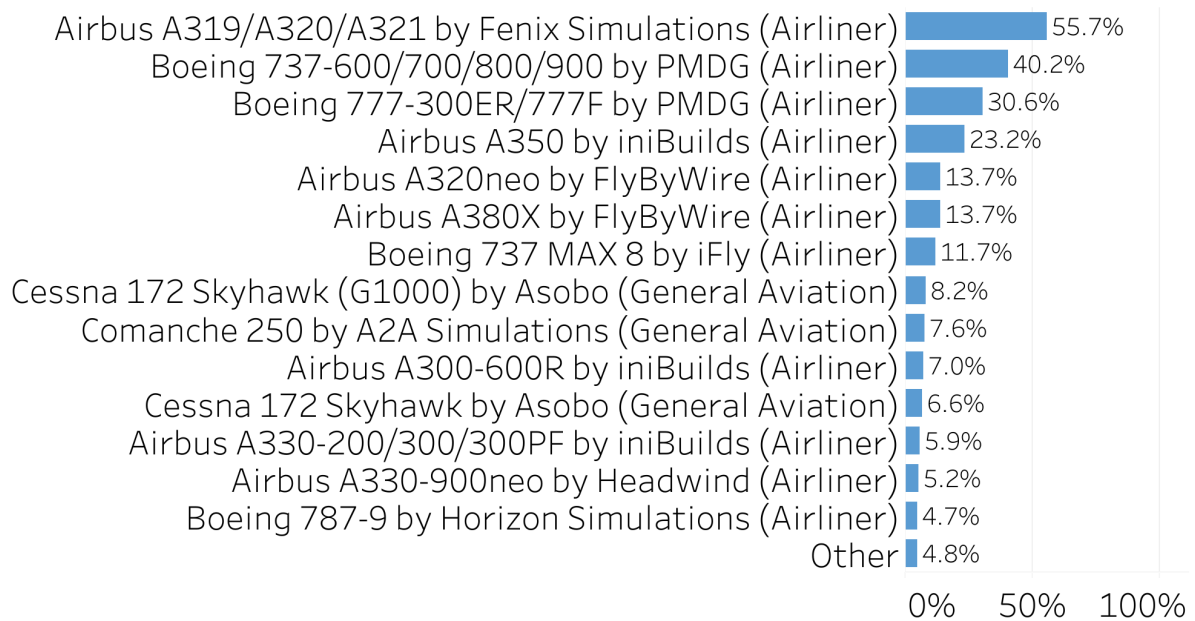 Airbus A319/A320/A321 by Fenix Simulations (Airliner) 55.7%
Boeing 737-600/700/800/900 by PMDG (Airliner) 40.2%
Boeing 777-300ER/777F by PMDG (Airliner) 30.6%
Airbus A350 by iniBuilds (Airliner) 23.2%
Airbus A320neo by FlyByWire (Airliner) 13.7%
Airbus A380X by FlyByWire (Airliner) 13.7%
Boeing 737 MAX 8 by iFly (Airliner) 11.7%
Cessna 172 Skyhawk (G1000) by Asobo (General Aviation) 8.2%
Comanche 250 by A2A Simulations (General Aviation) 7.6%
Airbus A300-600R by iniBuilds (Airliner) 7.0%
Cessna 172 Skyhawk by Asobo (General Aviation) 6.6%
Airbus A330-200/300/300PF by iniBuilds (Airliner) 5.9%
Airbus A330-900neo by Headwind (Airliner) 5.2%
Boeing 787-9 by Horizon Simulations (Airliner) 4.7%
Other 4.8%
0% 50% 100%